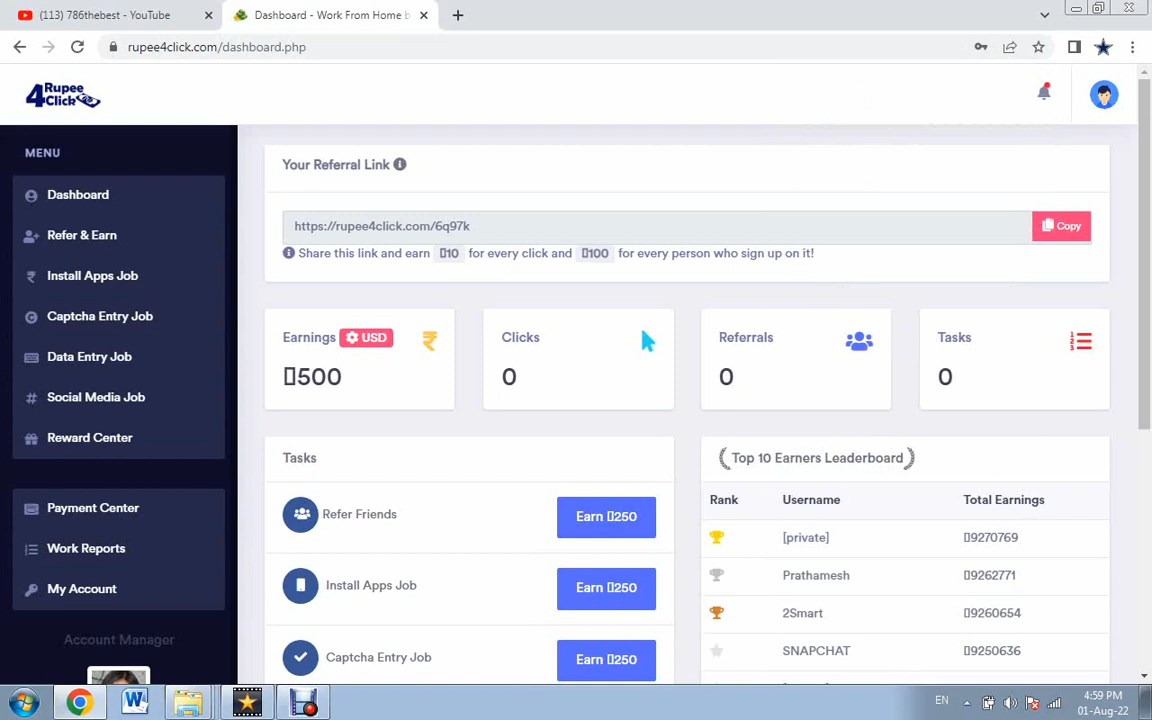 (113) 786thebest - YouTube
Dashboard - Work From Home b
rupee4click.com/dashboard.php
4 Rupee Click
MENU
Dashboard
Refer & Earn
Install Apps Job
Captcha Entry Job
Data Entry Job
Social Media Job
Reward Center
Payment Center
Work Reports
My Account
Account Manager
Your Referral Link
https://rupee4click.com/6q97k
Copy
Share this link and earn ▯10 for every click and ▯100 for every person who sign up on it!
Earnings USD
▯500
Clicks
0
Referrals
0
Tasks
0
Tasks
Refer Friends Earn ▯250
Install Apps Job Earn ▯250
Captcha Entry Job Earn ▯250
Top 10 Earners Leaderboard
Rank Username Total Earnings
[private] ▯9270769
Prathamesh ▯9262771
2Smart ▯9260654
SNAPCHAT ▯9250636
EN
4:59 PM
01-Aug-22